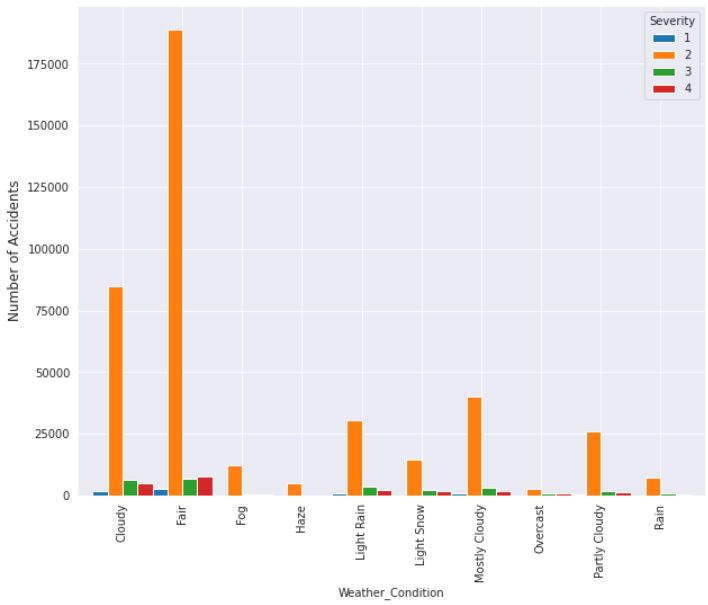 Severity
1
2
3
4
175000
150000
125000
100000
75000
50000
25000
0
Number of Accidents
Cloudy
Fair
Fog
Haze
Light Rain
Light Snow
Mostly Cloudy
Overcast
Partly Cloudy
Rain
Weather_Condition